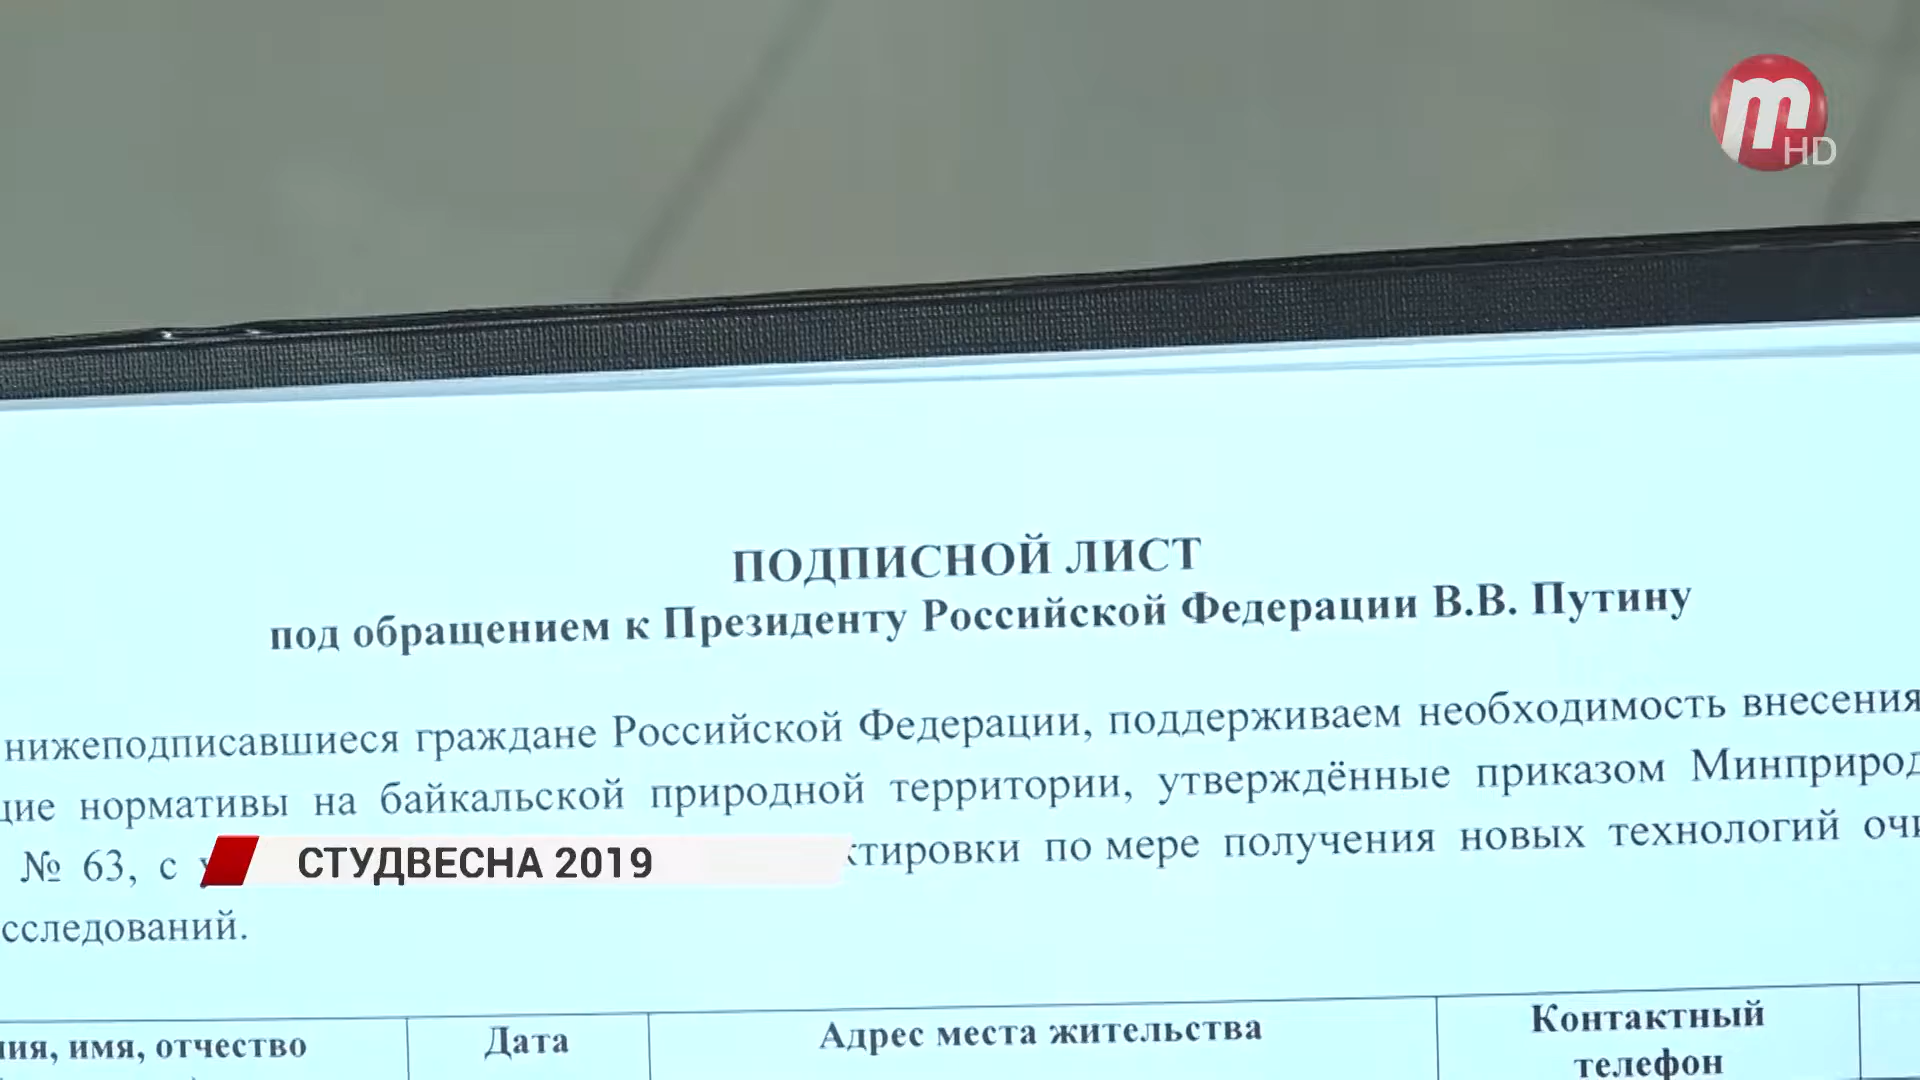 m HD
ПОДПИСНОЙ ЛИСТ
под обращением к Президенту Российской Федерации В.В. Путину
нижеподписавшиеся граждане Российской Федерации, поддерживаем необходимость внесения
щие нормативы на байкальской природной территории, утверждённые приказом Минприрод
№ 63, с ктировки по мере получения новых технологий очи
СТУДВЕСНА 2019
сследований.
ия, имя, отчество Дата Адрес места жительства Контактный телефон